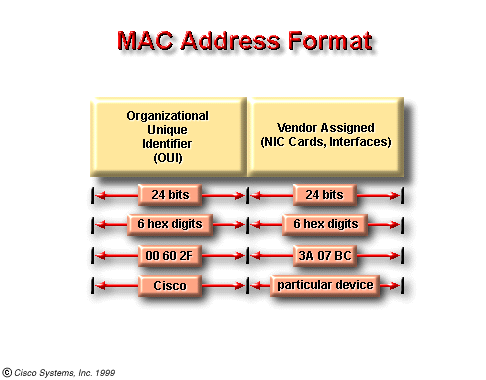 MAC Address Format
Organizational
Unique
Identifier
(OUI)
Vendor Assigned
(NIC Cards, Interfaces)
24 bits
24 bits
6 hex digits
6 hex digits
00 60 2F
3A 07 BC
Cisco
particular device
© Cisco Systems, Inc. 1999